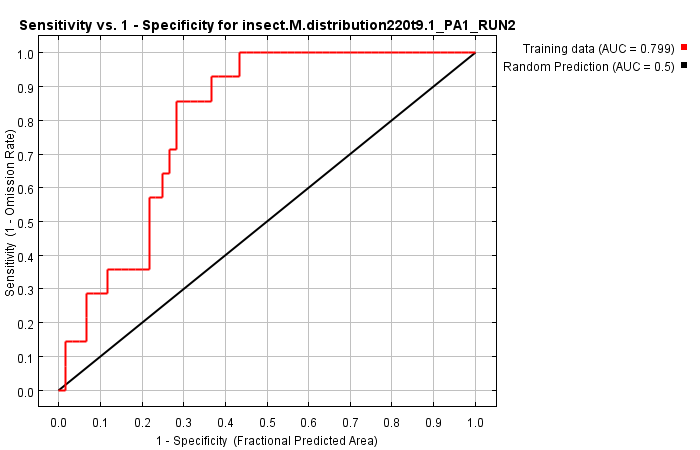 Sensitivity vs. 1 - Specificity for insect.M.distribution220t9.1_PA1_RUN2
Training data (AUC = 0.799)
Random Prediction (AUC = 0.5)
Sensitivity (1 - Omission Rate)
1.0
0.9
0.8
0.7
0.6
0.5
0.4
0.3
0.2
0.1
0.0
0.0 0.1 0.2 0.3 0.4 0.5 0.6 0.7 0.8 0.9 1.0
1 - Specificity (Fractional Predicted Area)